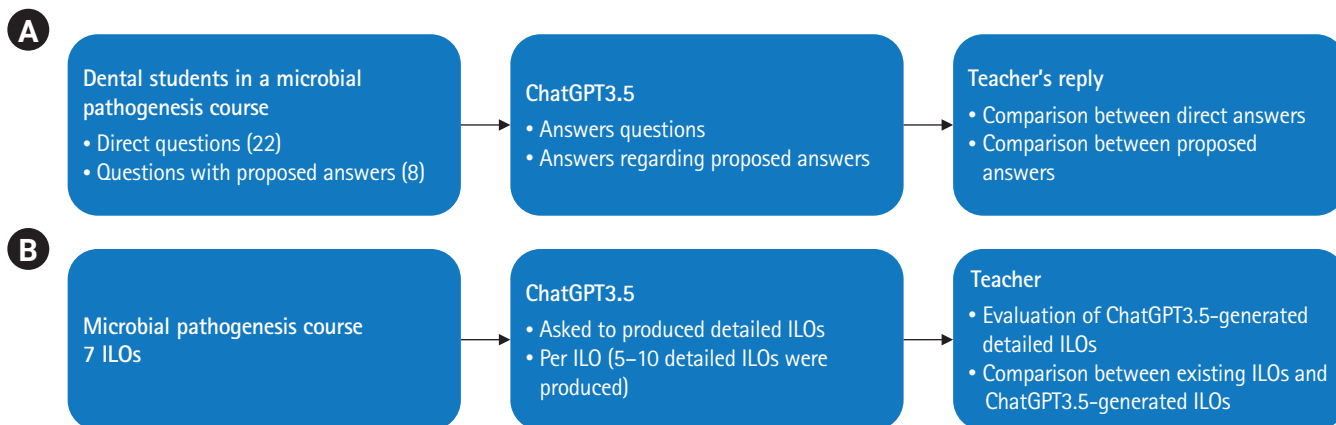 A
Dental students in a microbial
pathogenesis course
• Direct questions (22)
• Questions with proposed answers (8)
ChatGPT3.5
• Answers questions
• Answers regarding proposed answers
Teacher's reply
• Comparison between direct answers
• Comparison between proposed
answers
B
Microbial pathogenesis course
7 ILOs
ChatGPT3.5
• Asked to produced detailed ILOs
• Per ILO (5–10 detailed ILOs were
produced)
Teacher
• Evaluation of ChatGPT3.5-generated
detailed ILOs
• Comparison between existing ILOs and
ChatGPT3.5-generated ILOs